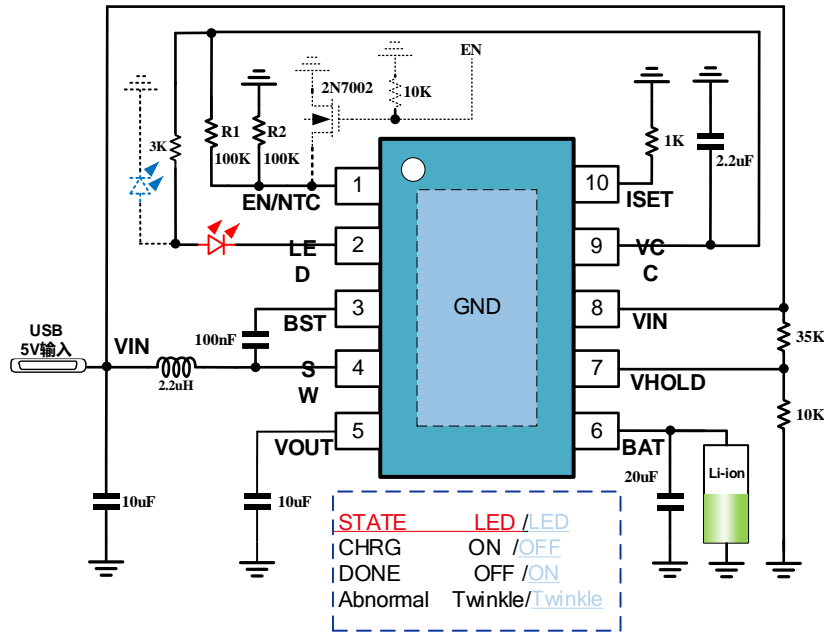 EN
2N7002
10K
3K
R1
100K
R2
100K
1K
2.2uF
1
EN/NTC
10
ISET
2
LE
D
9
VC
C
GND
3
BST
100nF
8
VIN
USB
5V输入
VIN
2.2uH
4
S
W
7
VHOLD
35K
10K
5
VOUT
6
BAT
Li-ion
20uF
10uF
10uF
STATE LED /LED
CHRG ON /OFF
DONE OFF /ON
Abnormal Twinkle/Twinkle